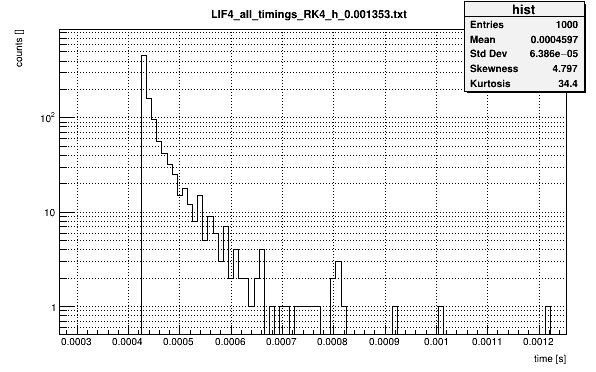 LIF4_all_timings_RK4_h_0.001353.txt
hist
Entries 1000
Mean 0.0004597
Std Dev 6.386e−05
Skewness 4.797
Kurtosis 34.4
counts []
10²
10
1
0.0003 0.0004 0.0005 0.0006 0.0007 0.0008 0.0009 0.001 0.0011 0.0012
time [s]